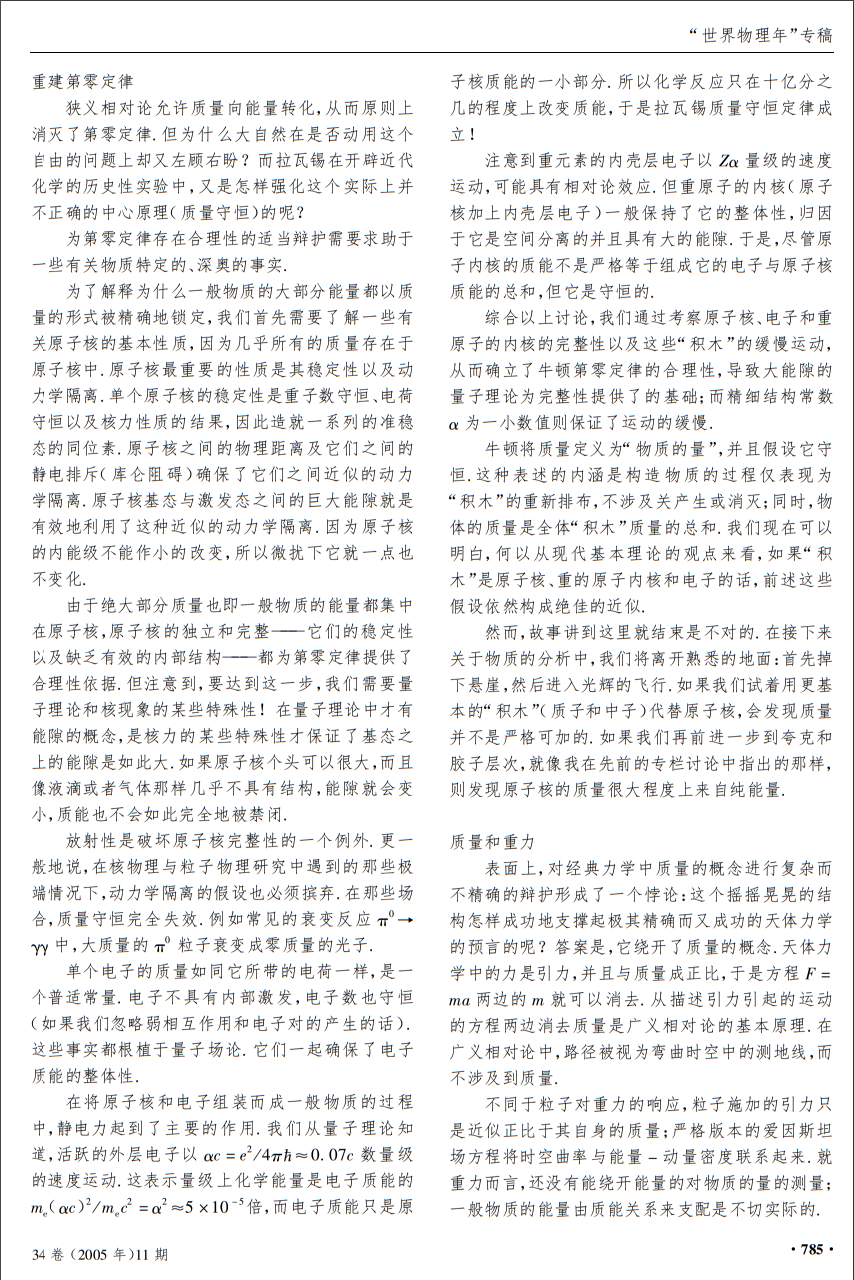 “世界物理年”专稿
重建第零定律
狭义相对论允许质量向能量转化,从而原则上
消灭了第零定律.但为什么大自然在是否动用这个
自由的问题上却又左顾右盼?而拉瓦锡在开辟近代
化学的历史性实验中,又是怎样强化这个实际上并
不正确的中心原理(质量守恒)的呢?
为第零定律存在合理性的适当辩护需要求助于
一些有关物质特定的、深奥的事实.
为了解释为什么一般物质的大部分能量都以质
量的形式被精确地锁定,我们首先需要了解一些有
关原子核的基本性质,因为几乎所有的质量存在于
原子核中.原子核最重要的性质是其稳定性以及动
力学隔离.单个原子核的稳定性是重子数守恒、电荷
守恒以及核力性质的结果,因此造就一系列的准稳
态的同位素.原子核之间的物理距离及它们之间的
静电排斥(库仑阻碍)确保了它们之间近似的动力
学隔离.原子核基态与激发态之间的巨大能隙就是
有效地利用了这种近似的动力学隔离.因为原子核
的内能级不能作小的改变,所以微扰下它就一点也
不变化.
由于绝大部分质量也即一般物质的能量都集中
在原子核,原子核的独立和完整——它们的稳定性
以及缺乏有效的内部结构——都为第零定律提供了
合理性依据.但注意到,要达到这一步,我们需要量
子理论和核现象的某些特殊性!在量子理论中才有
能隙的概念,是核力的某些特殊性才保证了基态之
上的能隙是如此大.如果原子核个头可以很大,而且
像液滴或者气体那样几乎不具有结构,能隙就会变
小,质能也不会如此完全地被禁闭.
放射性是破坏原子核完整性的一个例外.更一
般地说,在核物理与粒子物理研究中遇到的那些极
端情况下,动力学隔离的假设也必须摈弃.在那些场
合,质量守恒完全失效.例如常见的衰变反应 π⁰→
γγ 中,大质量的 π⁰ 粒子衰变成零质量的光子.
单个电子的质量如同它所带的电荷一样,是一
个普适常量.电子不具有内部激发,电子数也守恒
(如果我们忽略弱相互作用和电子对的产生的话).
这些事实都根植于量子场论.它们一起确保了电子
质能的整体性.
在将原子核和电子组装而成一般物质的过程
中,静电力起到了主要的作用.我们从量子理论知
道,活跃的外层电子以 αc = e²/4πħ≈0.07c 数量级
的速度运动.这表示量级上化学能量是电子质能的
mₑ(αc)²/mₑc² = α²≈5 × 10⁻⁵倍,而电子质能只是原
子核质能的一小部分.所以化学反应只在十亿分之
几的程度上改变质能,于是拉瓦锡质量守恒定律成
立!
注意到重元素的内壳层电子以 Zα 量级的速度
运动,可能具有相对论效应.但重原子的内核(原子
核加上内壳层电子)一般保持了它的整体性,归因
于它是空间分离的并且具有大的能隙.于是,尽管原
子内核的质能不是严格等于组成它的电子与原子核
质能的总和,但它是守恒的.
综合以上讨论,我们通过考察原子核、电子和重
原子的内核的完整性以及这些“积木”的缓慢运动,
从而确立了牛顿第零定律的合理性,导致大能隙的
量子理论为完整性提供了的基础;而精细结构常数
α 为一小数值则保证了运动的缓慢.
牛顿将质量定义为“物质的量”,并且假设它守
恒.这种表述的内涵是构造物质的过程仅表现为
“积木”的重新排布,不涉及关产生或消灭;同时,物
体的质量是全体“积木”质量的总和.我们现在可以
明白,何以从现代基本理论的观点来看,如果“积
木”是原子核、重的原子内核和电子的话,前述这些
假设依然构成绝佳的近似.
然而,故事讲到这里就结束是不对的.在接下来
关于物质的分析中,我们将离开熟悉的地面:首先掉
下悬崖,然后进入光辉的飞行.如果我们试着用更基
本的“积木”(质子和中子)代替原子核,会发现质量
并不是严格可加的.如果我们再前进一步到夸克和
胶子层次,就像我在先前的专栏讨论中指出的那样,
则发现原子核的质量很大程度上来自纯能量.
质量和重力
表面上,对经典力学中质量的概念进行复杂而
不精确的辩护形成了一个悖论:这个摇摇晃晃的结
构怎样成功地支撑起极其精确而又成功的天体力学
的预言的呢?答案是,它绕开了质量的概念.天体力
学中的力是引力,并且与质量成正比,于是方程 F =
ma 两边的 m 就可以消去.从描述引力引起的运动
的方程两边消去质量是广义相对论的基本原理.在
广义相对论中,路径被视为弯曲时空中的测地线,而
不涉及到质量.
不同于粒子对重力的响应,粒子施加的引力只
是近似正比于其自身的质量;严格版本的爱因斯坦
场方程将时空曲率与能量-动量密度联系起来.就
重力而言,还没有能绕开能量的对物质的量的测量;
一般物质的能量由质能关系来支配是不切实际的.
34 卷 (2005 年)11 期
·785·